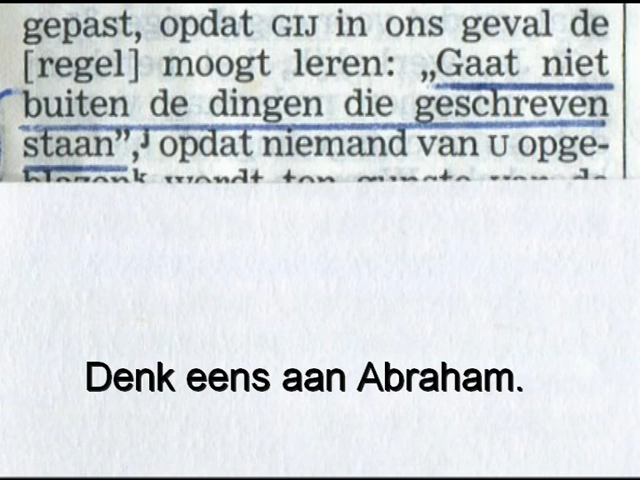 gepast, opdat GIJ in ons geval de
[regel] moogt leren: „Gaat niet
buiten de dingen die geschreven
staan”,ᴶ opdat niemand van U opge-
Denk eens aan Abraham.